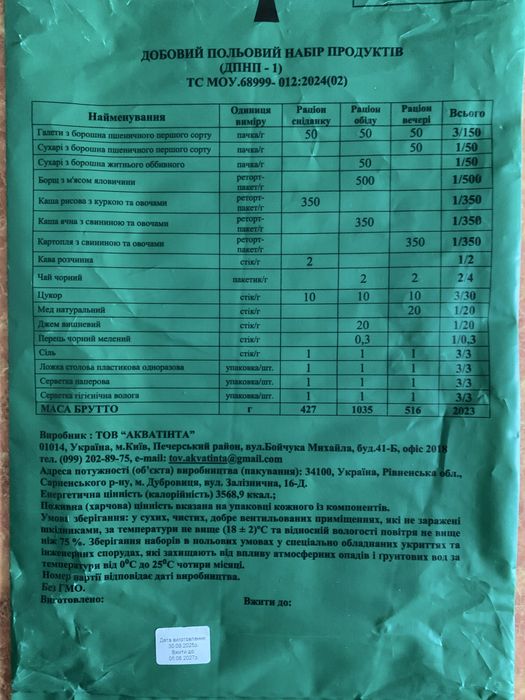 ДОБОВИЙ ПОЛЬОВИЙ НАБІР ПРОДУКТІВ
(ДПНП - 1)
ТС МОУ.68999- 012:2024(02)
Найменування Одиниця виміру Раціон сніданку Раціон обіду Раціон вечері Всього
Галети з борошна пшеничного першого сорту пачка/г 50 50 50 3/150
Сухарі з борошна пшеничного першого сорту пачка/г 50 1/50
Сухарі з борошна житнього оббивного пачка/г 50 1/50
Борщ з м'ясом яловичини реторт-пакет/г 500 1/500
Каша рисова з куркою та овочами реторт-пакет/г 350 1/350
Каша ячна з свининою та овочами реторт-пакет/г 350 1/350
Картопля з свининою та овочами реторт-пакет/г 350 1/350
Кава розчинна стік/г 2 1/2
Чай чорний пакетик/г 2 2 2/4
Цукор стік/г 10 10 10 3/30
Мед натуральний стік/г 20 1/20
Джем вишневий стік/г 20 1/20
Перець чорний мелений стік/г 0,3 1/0,3
Сіль стік/г 1 1 1 3/3
Ложка столова пластикова одноразова упаковка/шт. 1 1 1 3/3
Серветка паперова упаковка/шт. 1 1 1 3/3
Серветка гігієнічна волога упаковка/шт. 1 1 1 3/3
МАСА БРУТТО г 427 1035 516 2023
Виробник : ТОВ “АКВАТІНТА”
01014, Україна, м.Київ, Печерський район, вул.Бойчука Михайла, буд.41-Б, офіс 2018
тел. (099) 202-89-75, e-mail: tov.akvatinta@gmail.com
Адреса потужності (об’єкта) виробництва (пакування): 34100, Україна, Рівненська обл.,
Сарненського р-ну, м. Дубровиця, вул. Залізнична, 16-Д.
Енергетична цінність (калорійність) 3568,9 ккал.;
Поживна (харчова) цінність вказана на упаковці кожного із компонентів.
Умови зберігання: у сухих, чистих, добре вентильованих приміщеннях, які не заражені
шкідниками, за температури не вище (18 ± 2)⁰С та відносній вологості повітря не вище
ніж 75 %. Зберігання наборів в польових умовах у спеціально обладнаних укриттях та
інженерних спорудах, які захищають від впливу атмосферних опадів і ґрунтових вод за
температури від 0⁰С до 25⁰С чотири місяці.
Номер партії відповідає даті виробництва.
Без ГМО.
Виготовлено: Вжити до:
Дата виготовлення:
30.09.2025р.
Вжити до: